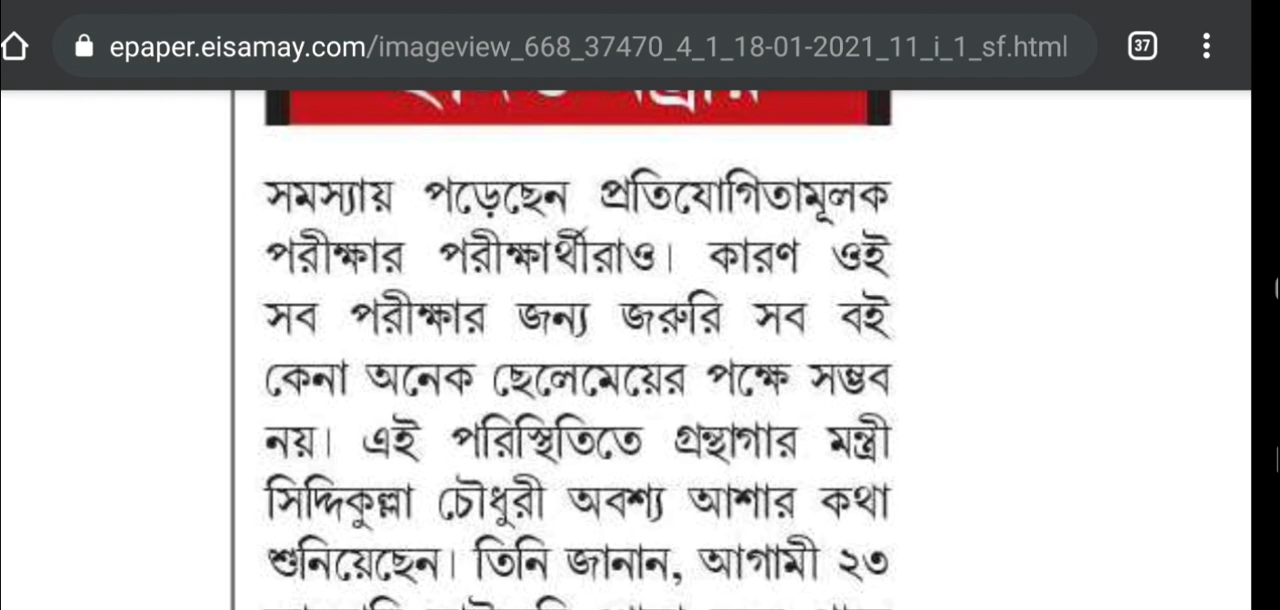 epaper.eisamay.com/imageview_668_37470_4_1_18-01-2021_11_i_1_sf.html
37
সমস্যায় পড়েছেন প্রতিযোগিতামূলক
পরীক্ষার পরীক্ষার্থীরাও। কারণ ওই
সব পরীক্ষার জন্য জরুরি সব বই
কেনা অনেক ছেলেমেয়ের পক্ষে সম্ভব
নয়। এই পরিস্থিতিতে গ্রন্থাগার মন্ত্রী
সিদ্দিকুল্লা চৌধুরী অবশ্য আশার কথা
শুনিয়েছেন। তিনি জানান, আগামী ২৩